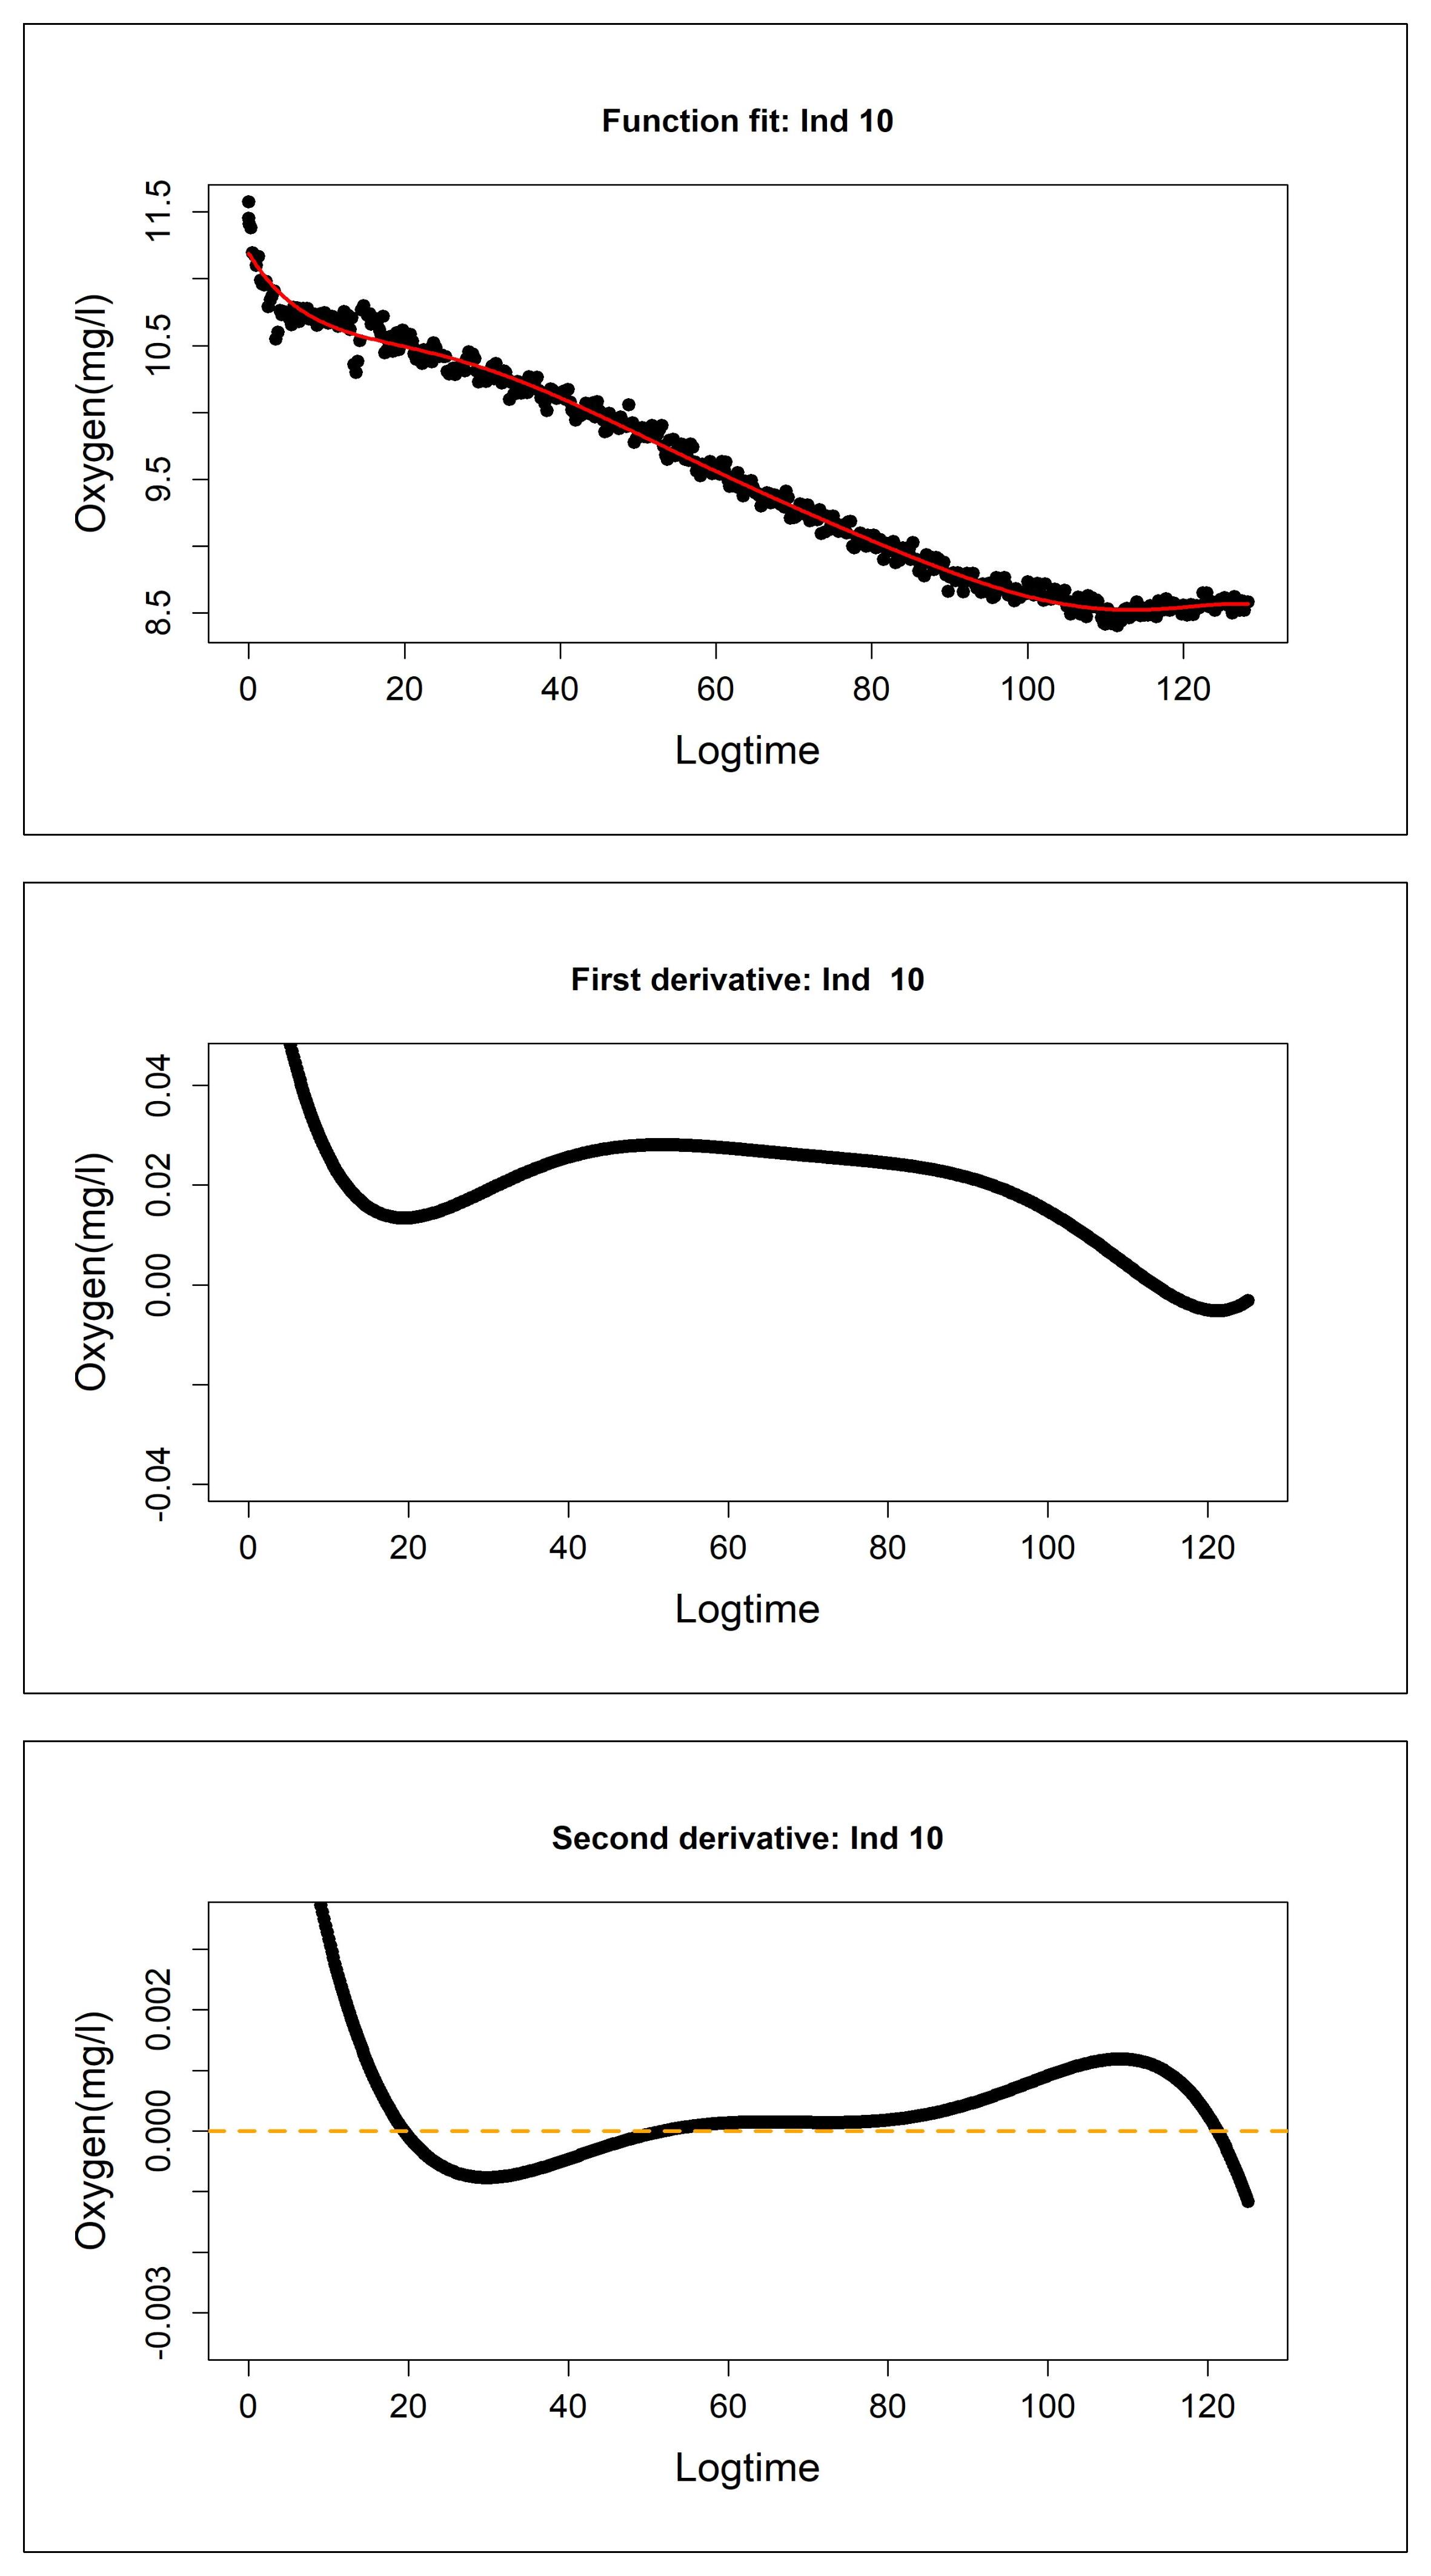 Function fit: Ind 10
Oxygen(mg/l)
11.5
10.5
9.5
8.5
0 20 40 60 80 100 120
Logtime
First derivative: Ind  10
Oxygen(mg/l)
0.04
0.02
0.00
-0.04
0 20 40 60 80 100 120
Logtime
Second derivative: Ind 10
Oxygen(mg/l)
0.002
0.000
-0.003
0 20 40 60 80 100 120
Logtime